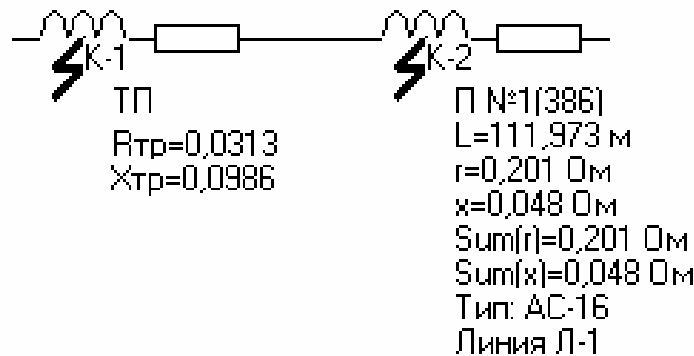 К-1
ТП
Rтр=0,0313
Xтр=0,0986
К-2
П №1(386)
L=111,973 м
r=0,201 Ом
x=0,048 Ом
Sum(r)=0,201 Ом
Sum(x)=0,048 Ом
Тип: АС-16
Линия Л-1